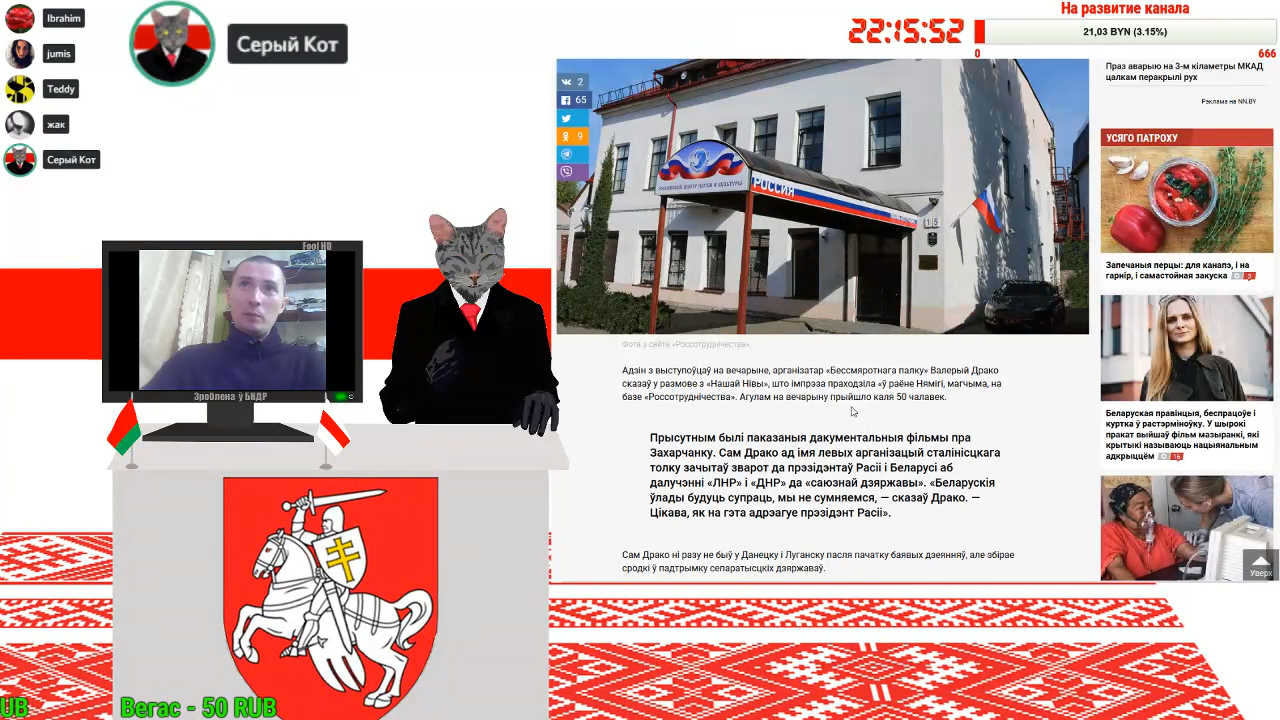 Ibrahim
jumis
Teddy
жак
Серый Кот
Серый Кот
22:15:52
На развитие канала
21,03 BYN (3.15%)
0
666
2
65
9
РОССИЯ
15
Fool HD
Зроблена ў БНДР
Фота з сайта «Россотрудничества»
Адзін з выступоўцаў на вечарыне, арганізатар «Бессмяротнага палку» Валерый Драко
сказаў у размове з «Нашай Нівы», што імпрэза праходзіла «ў раёне Нямігі, магчыма, на
базе «Россотрудничества». Агулам на вечарыну прыйшло каля 50 чалавек.
Прысутным былі паказаныя дакументальныя фільмы пра
Захарчанку. Сам Драко ад імя левых арганізацый сталінісцкага
толку зачытаў зварот да прэзідэнтаў Расіі і Беларусі аб
далучэнні «ЛНР» і «ДНР» да «саюзнай дзяржавы». «Беларускія
ўлады будуць супраць, мы не сумняемся, — сказаў Драко. —
Цікава, як на гэта адрэагуе прэзідэнт Расіі».
Сам Драко ні разу не быў у Данецку і Луганску пасля пачатку баявых дзеянняў, але збірае
сродкі ў падтрымку сепаратысцкіх дзяржаваў.
Праз аварыю на 3-м кіламетры МКАД
цалкам перакрылі рух
Рэклама на NN.BY
УСЯГО ПАТРОХУ
Запечаныя перцы: для канапэ, і на
гарнір, і самастойная закуска 3
Беларуская правінцыя, беспрацоўе і
куртка ў растэрміноўку. У шырокі
пракат выйшаў фільм мазыранкі, які
крытыкі называюць нацыянальным
адкрыццём 16
Уверх
UB
Вегас - 50 RUB